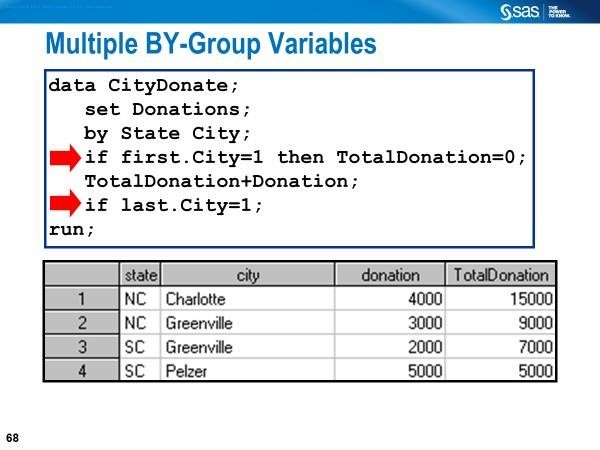 sas THE POWER TO KNOW.
Multiple BY-Group Variables
data CityDonate;
set Donations;
by State City;
if first.City=1 then TotalDonation=0;
TotalDonation+Donation;
if last.City=1;
run;
state city donation TotalDonation
1 NC Charlotte 4000 15000
2 NC Greenville 3000 9000
3 SC Greenville 2000 7000
4 SC Pelzer 5000 5000
68